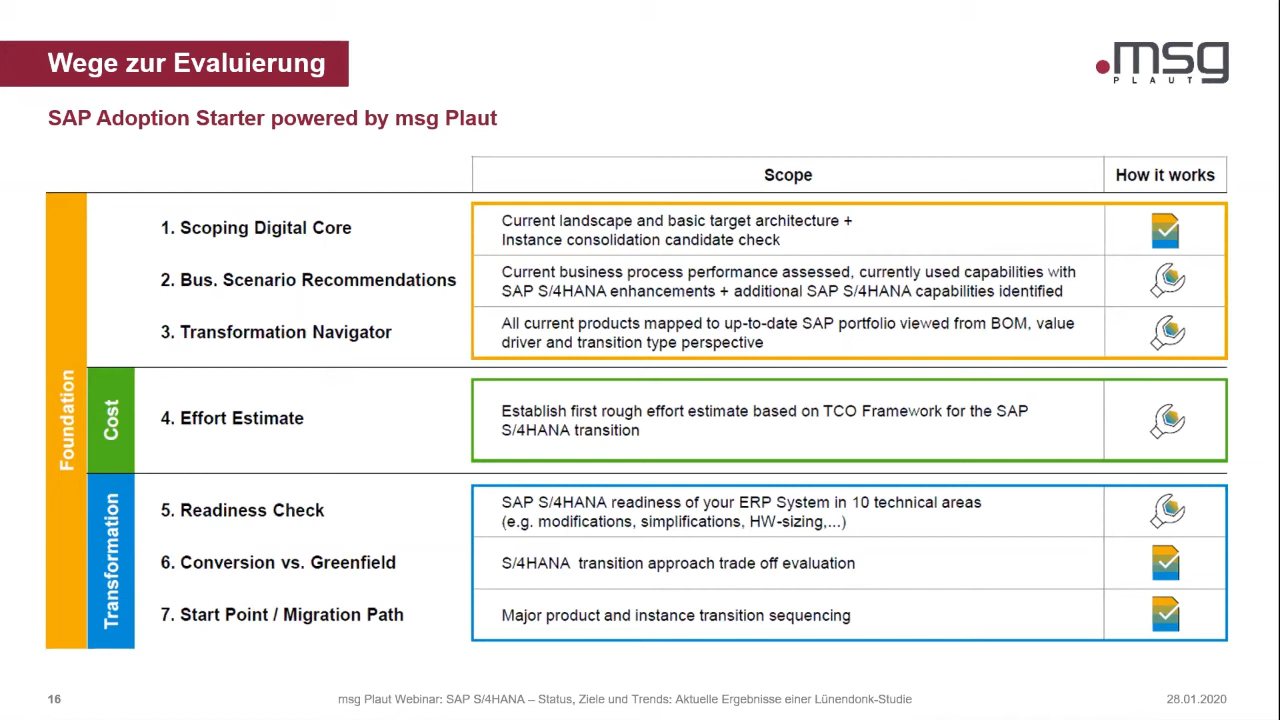 Wege zur Evaluierung
.msg
PLAUT
SAP Adoption Starter powered by msg Plaut
Scope
How it works
Foundation
1. Scoping Digital Core
Current landscape and basic target architecture +
Instance consolidation candidate check
2. Bus. Scenario Recommendations
Current business process performance assessed, currently used capabilities with
SAP S/4HANA enhancements + additional SAP S/4HANA capabilities identified
3. Transformation Navigator
All current products mapped to up-to-date SAP portfolio viewed from BOM, value
driver and transition type perspective
Cost
4. Effort Estimate
Establish first rough effort estimate based on TCO Framework for the SAP
S/4HANA transition
Transformation
5. Readiness Check
SAP S/4HANA readiness of your ERP System in 10 technical areas
(e.g. modifications, simplifications, HW-sizing,...)
6. Conversion vs. Greenfield
S/4HANA transition approach trade off evaluation
7. Start Point / Migration Path
Major product and instance transition sequencing
16
msg Plaut Webinar: SAP S/4HANA – Status, Ziele und Trends: Aktuelle Ergebnisse einer Lünendonk-Studie
28.01.2020